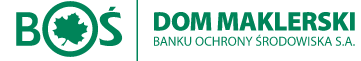 BOŚ
DOM MAKLERSKI
BANKU OCHRONY ŚRODOWISKA S.A.